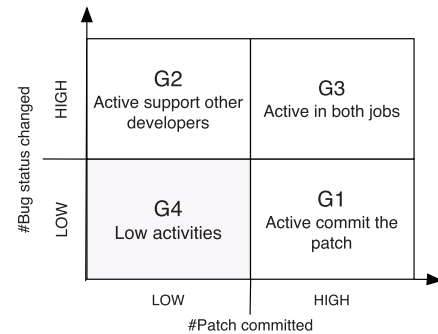 #Bug status changed
HIGH
LOW
G2
Active support other
developers
G3
Active in both jobs
G4
Low activities
G1
Active commit the
patch
LOW
HIGH
#Patch committed